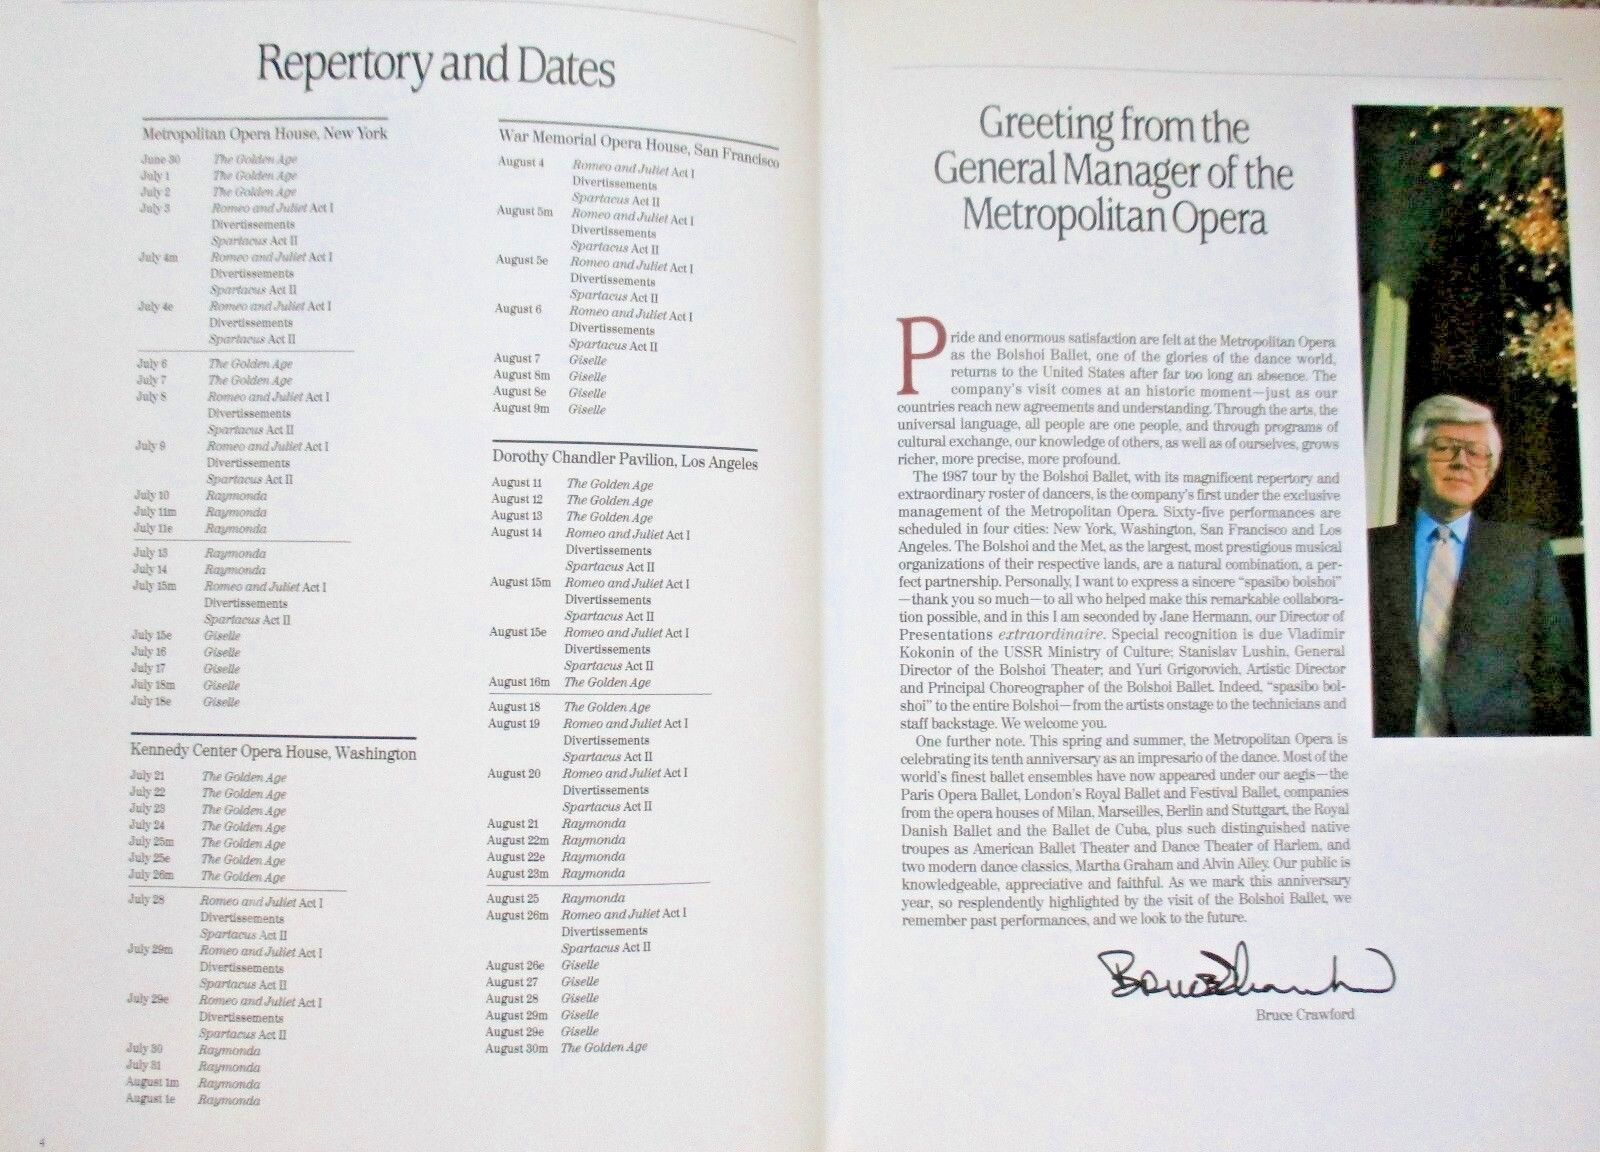 Repertory and Dates
Metropolitan Opera House, New York
June 30 The Golden Age
July 1 The Golden Age
July 2 The Golden Age
July 3 Romeo and Juliet Act I
Divertissements
Spartacus Act II
July 4m Romeo and Juliet Act I
Divertissements
Spartacus Act II
July 4e Romeo and Juliet Act I
Divertissements
Spartacus Act II
July 6 The Golden Age
July 7 The Golden Age
July 8 Romeo and Juliet Act I
Divertissements
Spartacus Act II
July 9 Romeo and Juliet Act I
Divertissements
Spartacus Act II
July 10 Raymonda
July 11m Raymonda
July 11e Raymonda
July 13 Raymonda
July 14 Raymonda
July 15m Romeo and Juliet Act I
Divertissements
Spartacus Act II
July 15e Giselle
July 16 Giselle
July 17 Giselle
July 18m Giselle
July 18e Giselle
Kennedy Center Opera House, Washington
July 21 The Golden Age
July 22 The Golden Age
July 23 The Golden Age
July 24 The Golden Age
July 25m The Golden Age
July 25e The Golden Age
July 26m The Golden Age
July 28 Romeo and Juliet Act I
Divertissements
Spartacus Act II
July 29m Romeo and Juliet Act I
Divertissements
Spartacus Act II
July 29e Romeo and Juliet Act I
Divertissements
Spartacus Act II
July 30 Raymonda
July 31 Raymonda
August 1m Raymonda
August 1e Raymonda
4
War Memorial Opera House, San Francisco
August 4 Romeo and Juliet Act I
Divertissements
Spartacus Act II
August 5m Romeo and Juliet Act I
Divertissements
Spartacus Act II
August 5e Romeo and Juliet Act I
Divertissements
Spartacus Act II
August 6 Romeo and Juliet Act I
Divertissements
Spartacus Act II
August 7 Giselle
August 8m Giselle
August 8e Giselle
August 9m Giselle
Dorothy Chandler Pavilion, Los Angeles
August 11 The Golden Age
August 12 The Golden Age
August 13 The Golden Age
August 14 Romeo and Juliet Act I
Divertissements
Spartacus Act II
August 15m Romeo and Juliet Act I
Divertissements
Spartacus Act II
August 15e Romeo and Juliet Act I
Divertissements
Spartacus Act II
August 16m The Golden Age
August 18 The Golden Age
August 19 Romeo and Juliet Act I
Divertissements
Spartacus Act II
August 20 Romeo and Juliet Act I
Divertissements
Spartacus Act II
August 21 Raymonda
August 22m Raymonda
August 22e Raymonda
August 23m Raymonda
August 25 Raymonda
August 26m Romeo and Juliet Act I
Divertissements
Spartacus Act II
August 26e Giselle
August 27 Giselle
August 28 Giselle
August 29m Giselle
August 29e Giselle
August 30m The Golden Age
Greeting from the
General Manager of the
Metropolitan Opera
Pride and enormous satisfaction are felt at the Metropolitan Opera
as the Bolshoi Ballet, one of the glories of the dance world,
returns to the United States after far too long an absence. The
company's visit comes at an historic moment—just as our
countries reach new agreements and understanding. Through the arts, the
universal language, all people are one people, and through programs of
cultural exchange, our knowledge of others, as well as of ourselves, grows
richer, more precise, more profound.
The 1987 tour by the Bolshoi Ballet, with its magnificent repertory and
extraordinary roster of dancers, is the company's first under the exclusive
management of the Metropolitan Opera. Sixty-five performances are
scheduled in four cities: New York, Washington, San Francisco and Los
Angeles. The Bolshoi and the Met, as the largest, most prestigious musical
organizations of their respective lands, are a natural combination, a per-
fect partnership. Personally, I want to express a sincere "spasibo bolshoi"
—thank you so much—to all who helped make this remarkable collabora-
tion possible, and in this I am seconded by Jane Hermann, our Director of
Presentations extraordinaire. Special recognition is due Vladimir
Kokonin of the USSR Ministry of Culture; Stanislav Lushin, General
Director of the Bolshoi Theater; and Yuri Grigorovich, Artistic Director
and Principal Choreographer of the Bolshoi Ballet. Indeed, "spasibo bol-
shoi" to the entire Bolshoi—from the artists onstage to the technicians and
staff backstage. We welcome you.
One further note. This spring and summer, the Metropolitan Opera is
celebrating its tenth anniversary as an impresario of the dance. Most of the
world's finest ballet ensembles have now appeared under our aegis—the
Paris Opera Ballet, London's Royal Ballet and Festival Ballet, companies
from the opera houses of Milan, Marseilles, Berlin and Stuttgart, the Royal
Danish Ballet and the Ballet de Cuba, plus such distinguished native
troupes as American Ballet Theater and Dance Theater of Harlem, and
two modern dance classics, Martha Graham and Alvin Ailey. Our public is
knowledgeable, appreciative and faithful. As we mark this anniversary
year, so resplendently highlighted by the visit of the Bolshoi Ballet, we
remember past performances, and we look to the future.
Bruce Crawford
Bruce Crawford